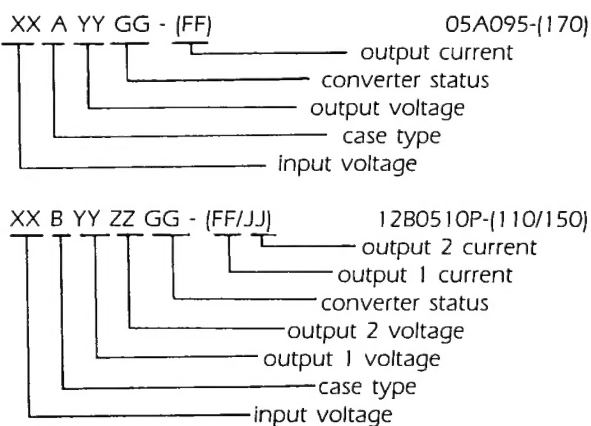 XX A YY GG - (FF) 05A095-(170)
output current
converter status
output voltage
case type
input voltage
XX B YY ZZ GG - (FF/JJ) 12B0510P-(110/150)
output 2 current
output 1 current
converter status
output 2 voltage
output 1 voltage
case type
input voltage